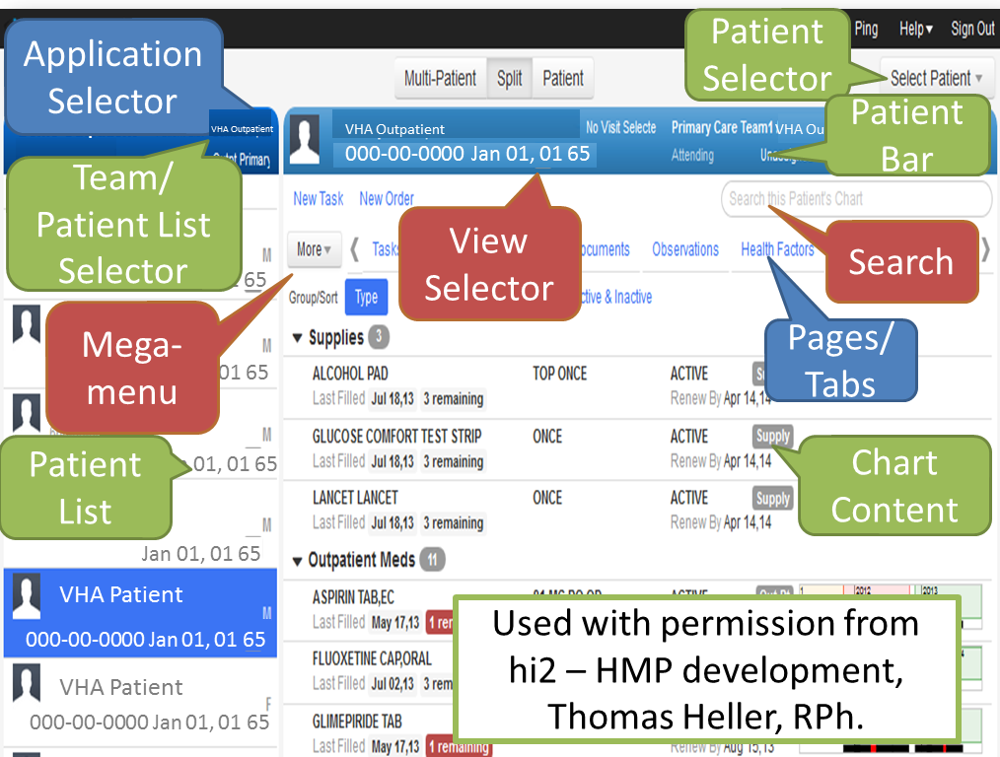 Ping Help▾ Sign Out
Application
Selector
Patient
Selector
Multi-Patient Split Patient
Select Patient ▾
VHA Outpatient
Primary
Team/
Patient List
Selector
VHA Outpatient No Visit Selecte Primary Care Team1 VHA Ou
000-00-0000 Jan 01, 01 65 Attending
Patient
Bar
New Task New Order
Search this Patient's Chart
View
Selector
Search
More ▾ Tasks ocuments Observations Health Factors
Group/Sort Type ctive & Inactive
Pages/
Tabs
M
65
Mega-
menu
M
01 65
M
01, 01 65
Patient
List
M
Jan 01, 01 65
VHA Patient
M
000-00-0000 Jan 01, 01 65
VHA Patient
F
000-00-0000 Jan 01, 01 65
▾ Supplies 3
ALCOHOL PAD TOP ONCE ACTIVE
Last Filled Jul 18,13 3 remaining Renew By Apr 14,14
GLUCOSE COMFORT TEST STRIP ONCE ACTIVE Supply
Last Filled Jul 18,13 3 remaining Renew By Apr 14,14
LANCET LANCET ONCE ACTIVE Supply
Last Filled Jul 18,13 3 remaining Renew By Apr 14,14
Chart
Content
▾ Outpatient Meds 11
ASPIRIN TAB,EC 81 MG PO QD ACTIVE Out Pt 2012 2013
Last Filled May 17,13 1 rem
FLUOXETINE CAP,ORAL
Last Filled Jul 02,13 3 rem
GLIMEPIRIDE TAB
Last Filled May 17,13 1 remaining Renew By Aug 15,13
Used with permission from
hi2 – HMP development,
Thomas Heller, RPh.